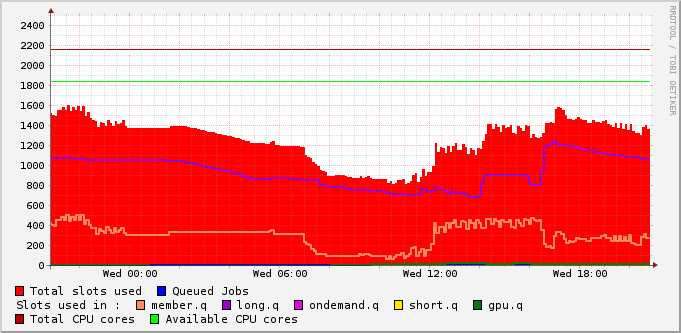 RRDTOOL / TOBI OETIKER
2400
2200
2000
1800
1600
1400
1200
1000
800
600
400
200
0
Wed 00:00 Wed 06:00 Wed 12:00 Wed 18:00
Total slots used Queued Jobs
Slots used in : member.q long.q ondemand.q short.q gpu.q
Total CPU cores Available CPU cores